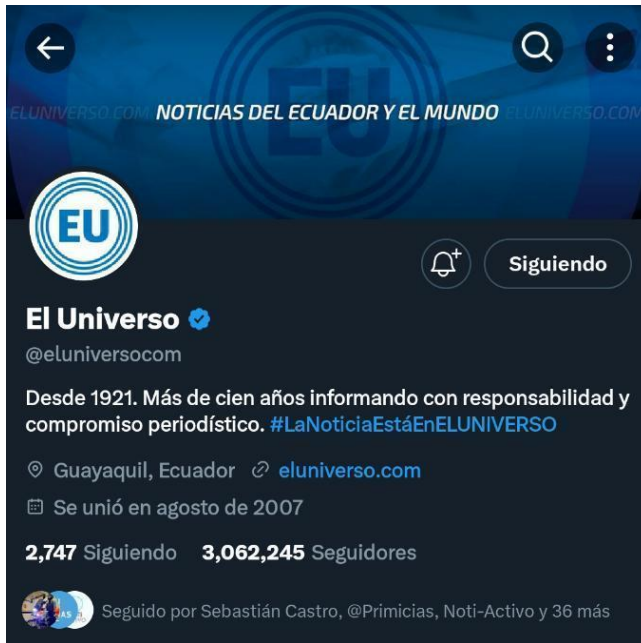 EU
ELUNIVERSO.COM NOTICIAS DEL ECUADOR Y EL MUNDO ELUNIVERSO.COM
EU
Siguiendo
El Universo
@eluniversocom
Desde 1921. Más de cien años informando con responsabilidad y
compromiso periodístico. #LaNoticiaEstáEnELUNIVERSO
Guayaquil, Ecuador eluniverso.com
Se unió en agosto de 2007
2,747 Siguiendo 3,062,245 Seguidores
Seguido por Sebastián Castro, @Primicias, Noti-Activo y 36 más